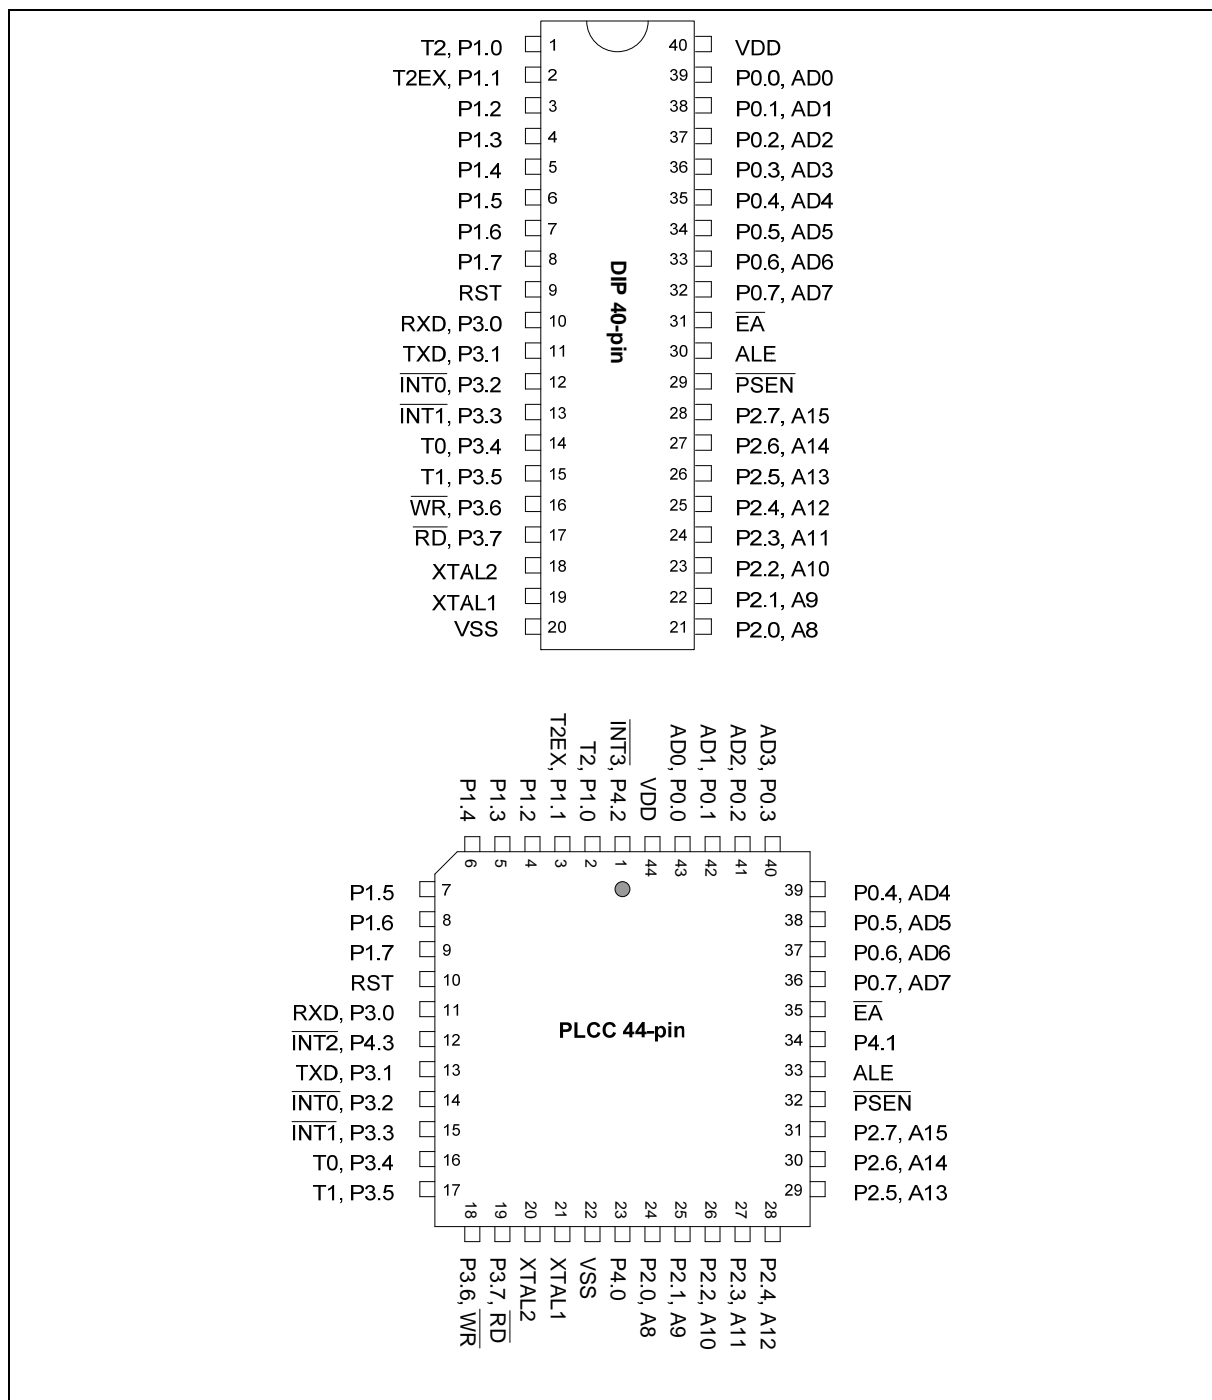 T2, P1.0 1 40 VDD
T2EX, P1.1 2 39 P0.0, AD0
P1.2 3 38 P0.1, AD1
P1.3 4 37 P0.2, AD2
P1.4 5 36 P0.3, AD3
P1.5 6 35 P0.4, AD4
P1.6 7 34 P0.5, AD5
P1.7 8 33 P0.6, AD6
RST 9 32 P0.7, AD7
RXD, P3.0 10 31 EA
TXD, P3.1 11 30 ALE
INT0, P3.2 12 29 PSEN
INT1, P3.3 13 28 P2.7, A15
T0, P3.4 14 27 P2.6, A14
T1, P3.5 15 26 P2.5, A13
WR, P3.6 16 25 P2.4, A12
RD, P3.7 17 24 P2.3, A11
XTAL2 18 23 P2.2, A10
XTAL1 19 22 P2.1, A9
VSS 20 21 P2.0, A8
DIP 40-pin
P1.4 P1.3 P1.2 T2EX, P1.1 T2, P1.0 INT3, P4.2 VDD AD0, P0.0 AD1, P0.1 AD2, P0.2 AD3, P0.3
6 5 4 3 2 1 44 43 42 41 40
P1.5 7 39 P0.4, AD4
P1.6 8 38 P0.5, AD5
P1.7 9 37 P0.6, AD6
RST 10 36 P0.7, AD7
RXD, P3.0 11 35 EA
INT2, P4.3 12 34 P4.1
TXD, P3.1 13 33 ALE
INT0, P3.2 14 32 PSEN
INT1, P3.3 15 31 P2.7, A15
T0, P3.4 16 30 P2.6, A14
T1, P3.5 17 29 P2.5, A13
PLCC 44-pin
18 19 20 21 22 23 24 25 26 27 28
P3.6, WR P3.7, RD XTAL2 XTAL1 VSS P4.0 P2.0, A8 P2.1, A9 P2.2, A10 P2.3, A11 P2.4, A12